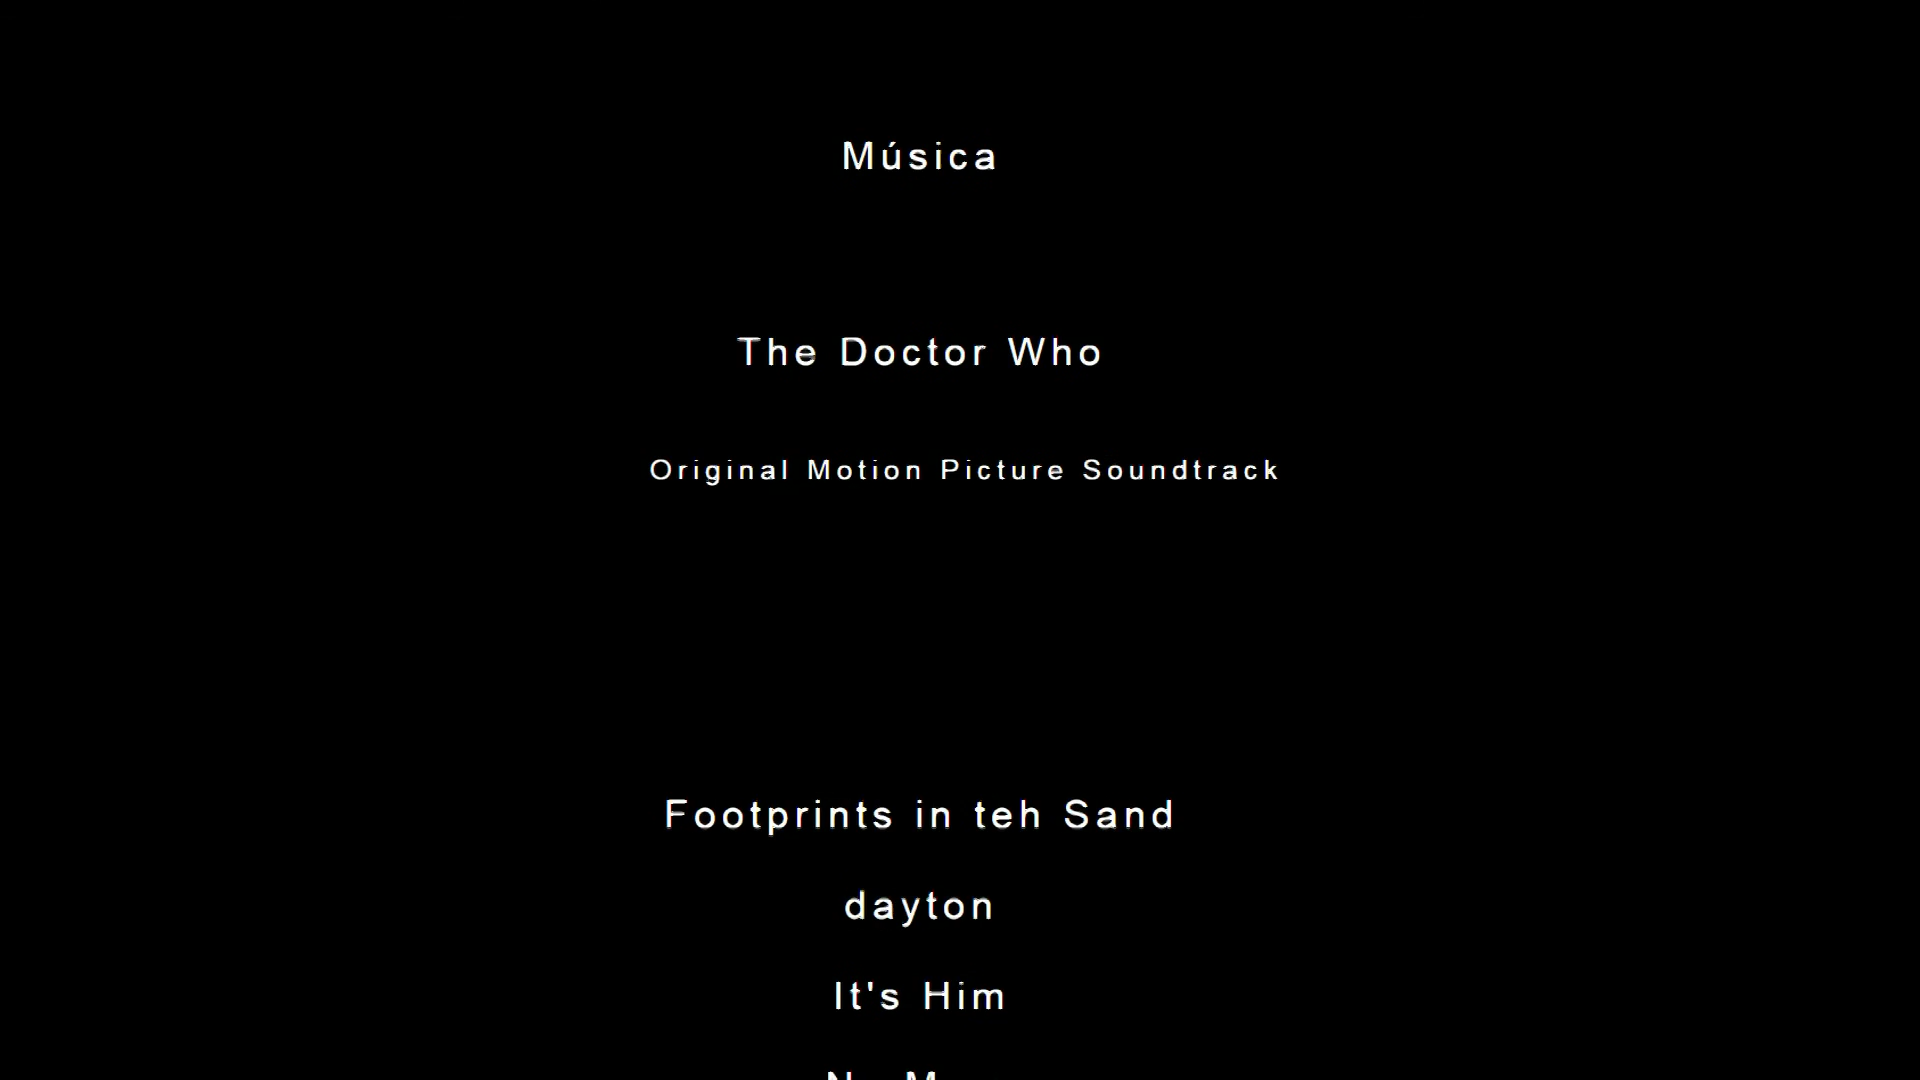 Música
The Doctor Who
Original Motion Picture Soundtrack
Footprints in teh Sand
dayton
It's Him